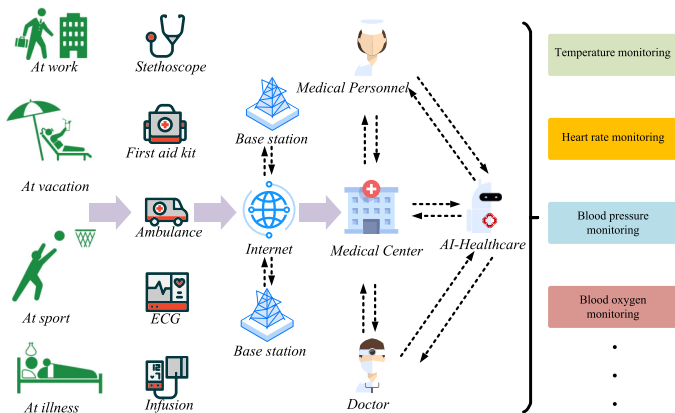 At work
At vacation
At sport
At illness
Stethoscope
First aid kit
Ambulance
ECG
Infusion
Base station
Internet
Base station
Medical Personnel
Medical Center
Doctor
AI-Healthcare
Temperature monitoring
Heart rate monitoring
Blood pressure
monitoring
Blood oxygen
monitoring